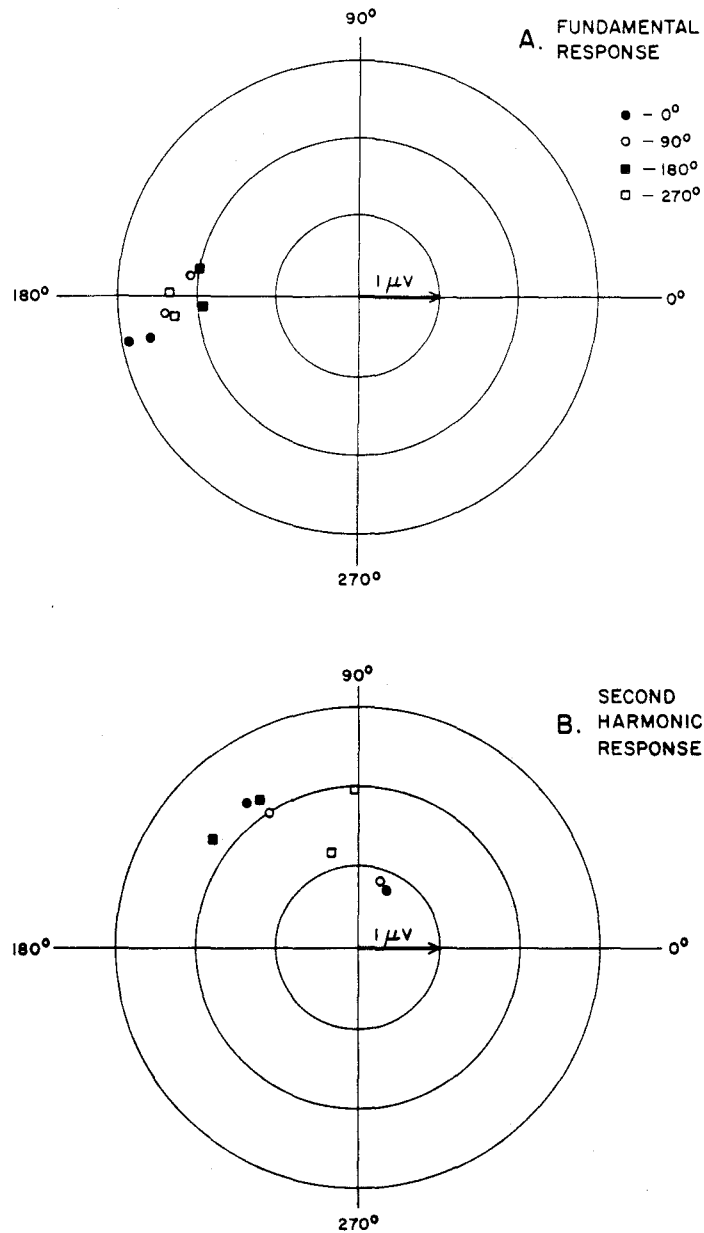 90°
A. FUNDAMENTAL
RESPONSE
● – 0°
○ – 90°
■ – 180°
□ – 270°
1 μV
180°
0°
270°
90°
SECOND
B. HARMONIC
RESPONSE
1 μV
180°
0°
270°